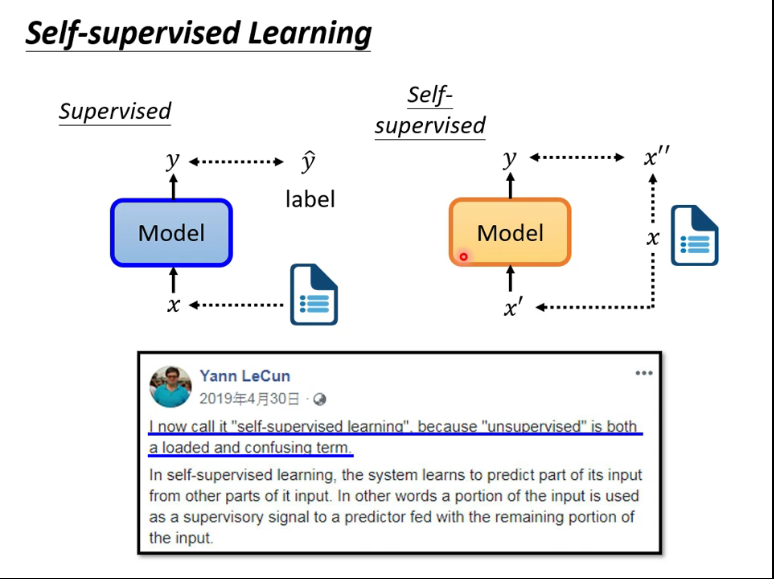 Self-supervised Learning
Supervised
Self-
supervised
y
ŷ
label
Model
x
y
x′′
Model
x
x′
Yann LeCun
2019年4月30日
I now call it "self-supervised learning", because "unsupervised" is both
a loaded and confusing term.
In self-supervised learning, the system learns to predict part of its input
from other parts of it input. In other words a portion of the input is used
as a supervisory signal to a predictor fed with the remaining portion of
the input.